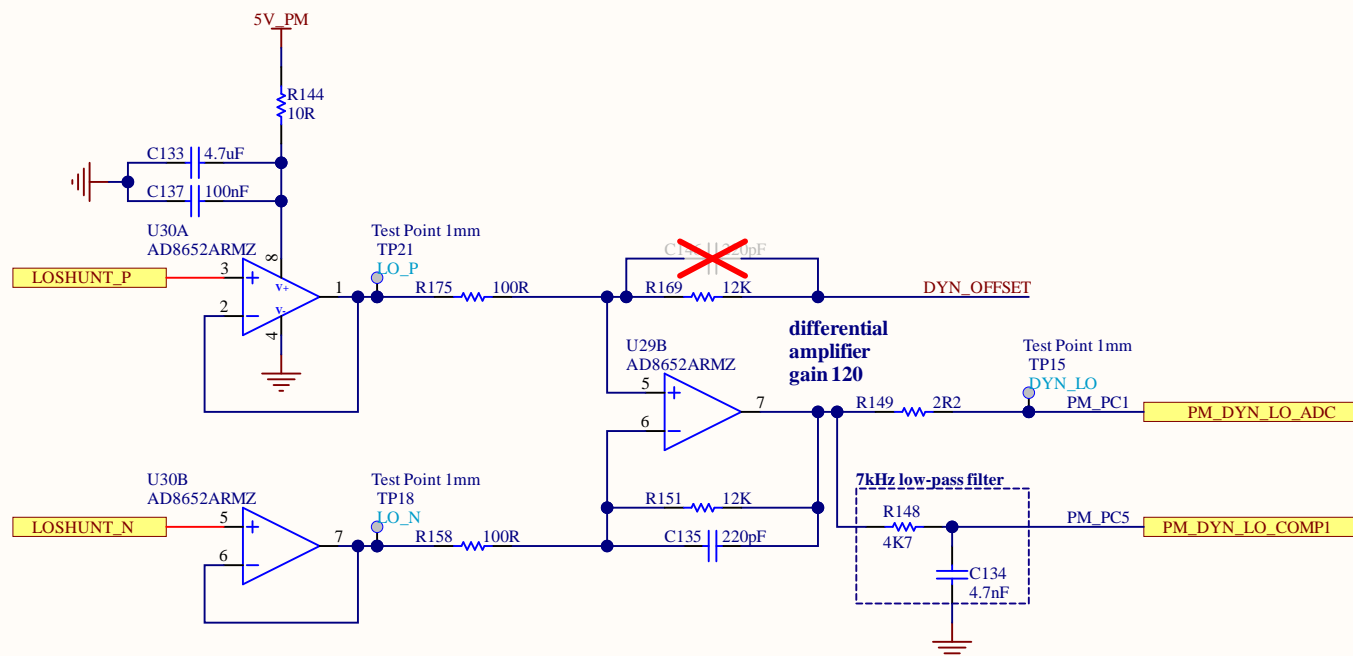 5V_PM
R144
10R
C133 4.7uF
C137 100nF
U30A
AD8652ARMZ
LOSHUNT_P
3
2
8
V+
V-
4
1
Test Point 1mm
TP21
LO_P
R175 100R
R169 12K
DYN_OFFSET
differential
amplifier
gain 120
U29B
AD8652ARMZ
5
6
7
R149 2R2
Test Point 1mm
TP15
DYN_LO
PM_PC1
PM_DYN_LO_ADC
U30B
AD8652ARMZ
LOSHUNT_N
5
6
7
Test Point 1mm
TP18
LO_N
R158 100R
R151 12K
C135 220pF
7kHz low-pass filter
R148
4K7
PM_PC5
PM_DYN_LO_COMP1
C134
4.7nF